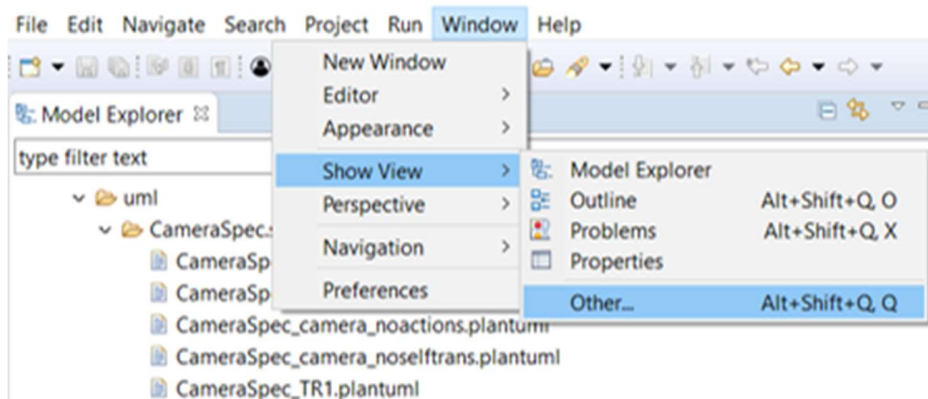 File Edit Navigate Search Project Run Window Help
New Window
Editor
Appearance
Show View
Perspective
Navigation
Preferences
Model Explorer
type filter text
uml
CameraSpec.s
CameraSp
CameraSp
CameraSpec_camera_noactions.plantuml
CameraSpec_camera_noselftrans.plantuml
CameraSpec_TR1.plantuml
Model Explorer
Outline Alt+Shift+Q, O
Problems Alt+Shift+Q, X
Properties
Other... Alt+Shift+Q, Q